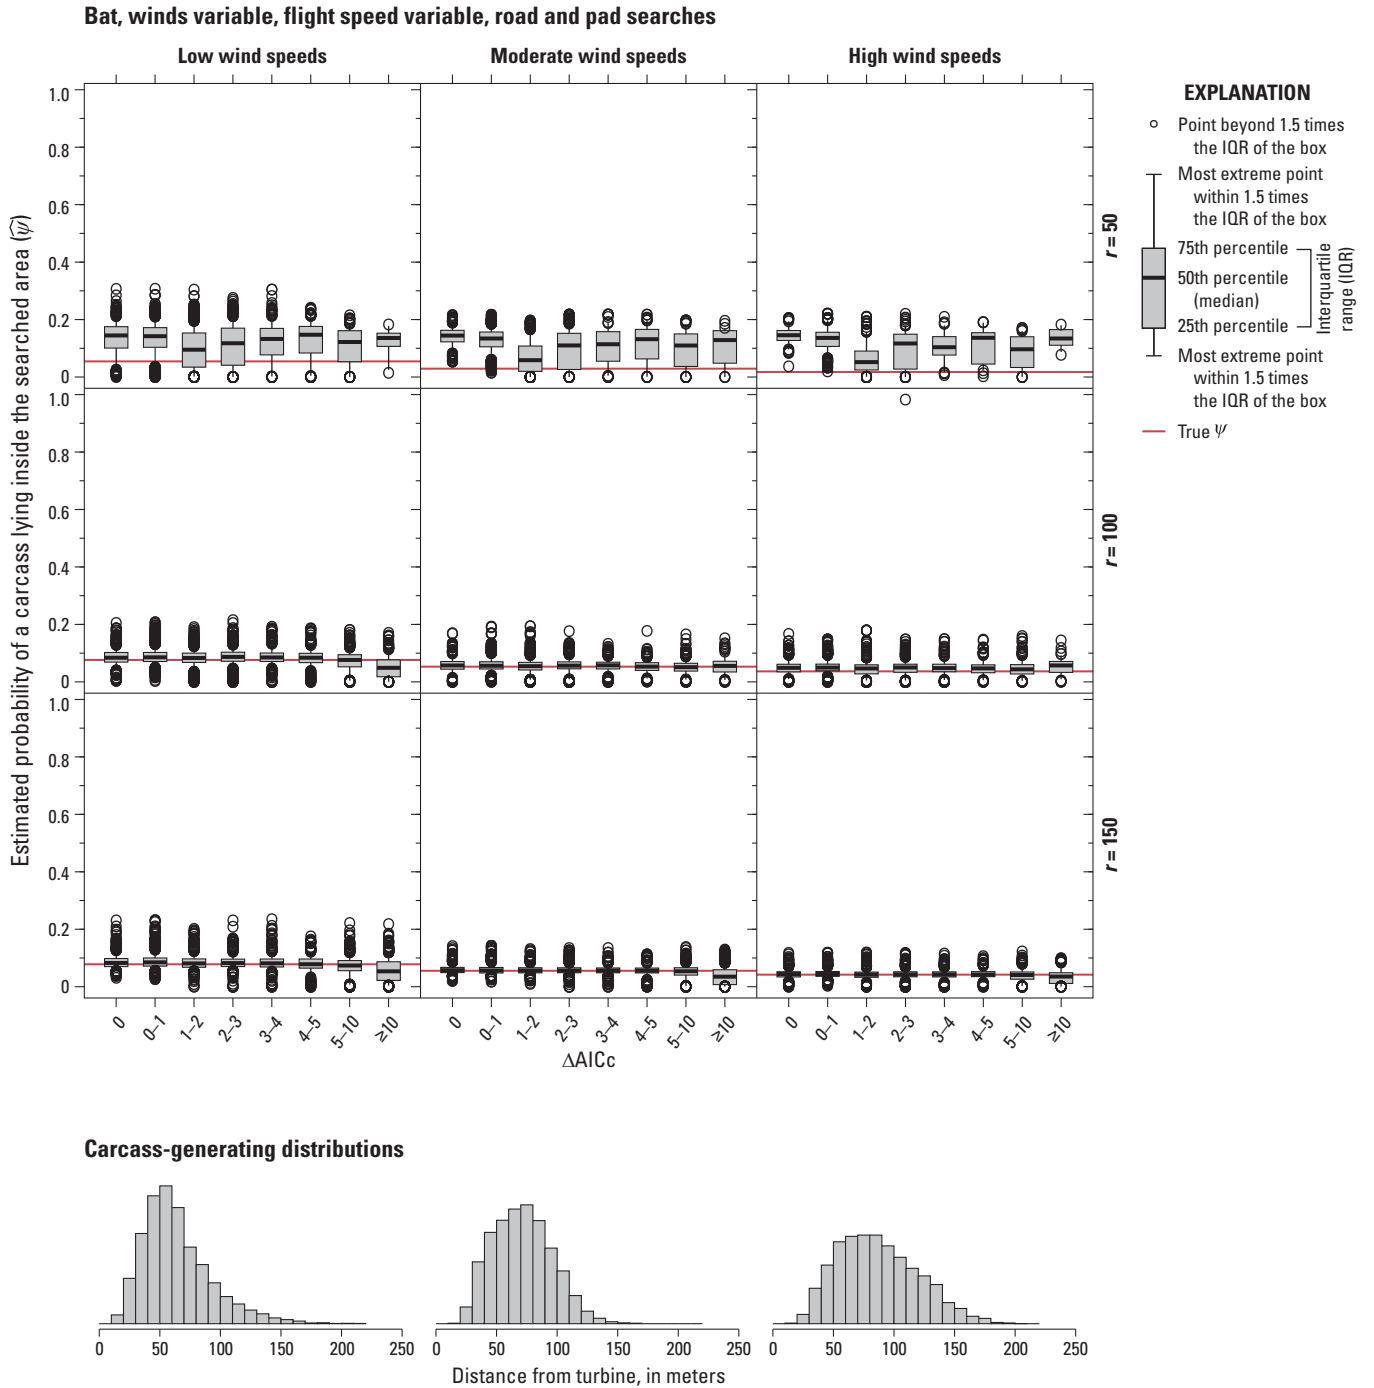 Bat, winds variable, flight speed variable, road and pad searches
Low wind speeds
Moderate wind speeds
High wind speeds
Estimated probability of a carcass lying inside the searched area (ψ̂)
1.0
0.8
0.6
0.4
0.2
0
r = 50
1.0
0.8
0.6
0.4
0.2
0
r = 100
1.0
0.8
0.6
0.4
0.2
0
r = 150
0 0–1 1–2 2–3 3–4 4–5 5–10 ≥10
0 0–1 1–2 2–3 3–4 4–5 5–10 ≥10
0 0–1 1–2 2–3 3–4 4–5 5–10 ≥10
ΔAICc
EXPLANATION
Point beyond 1.5 times
the IQR of the box
Most extreme point
within 1.5 times
the IQR of the box
75th percentile
50th percentile
(median)
25th percentile
Interquartile
range (IQR)
Most extreme point
within 1.5 times
the IQR of the box
True ψ
Carcass-generating distributions
0 50 100 150 200 250
0 50 100 150 200 250
0 50 100 150 200 250
Distance from turbine, in meters